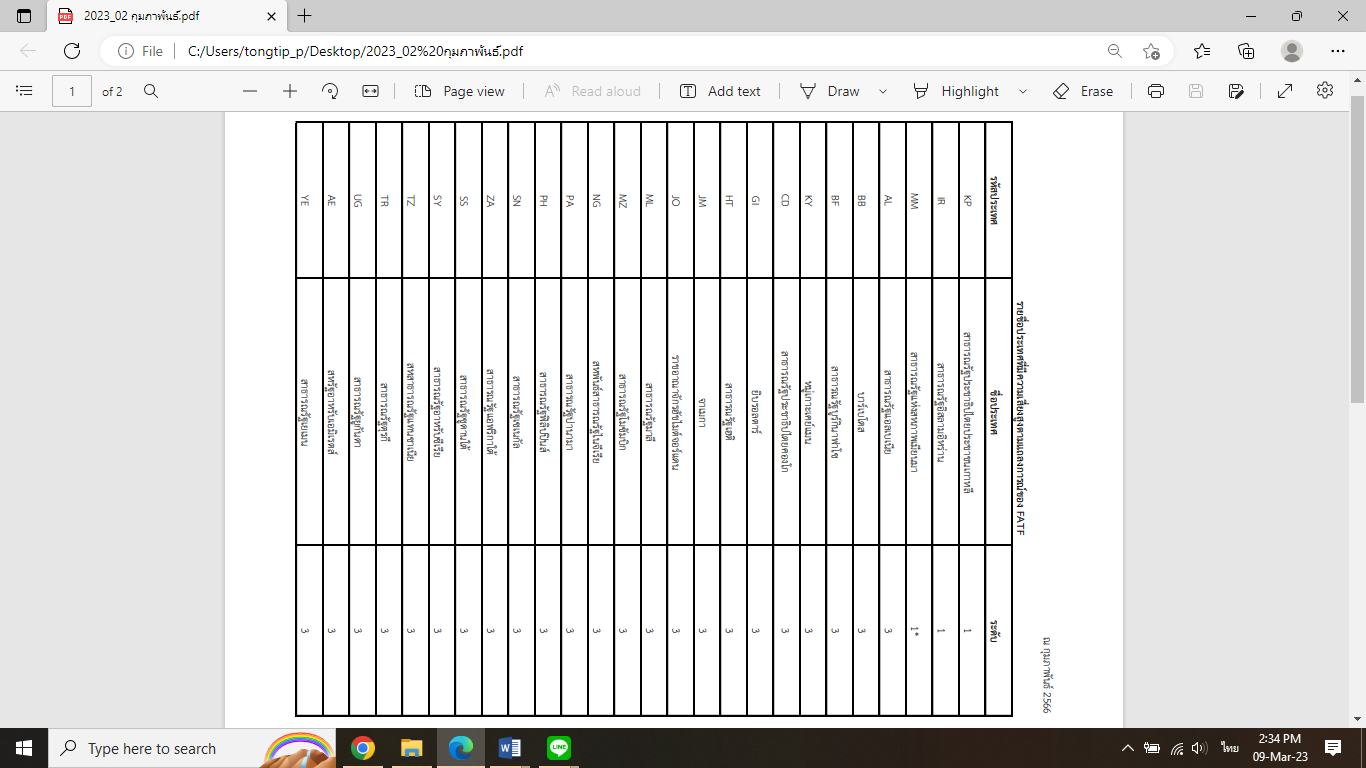 2023_02 กุมภาพันธ์.pdf
File
C:/Users/tongtip_p/Desktop/2023_02%20กุมภาพันธ์.pdf
1 of 2
Page view
Read aloud
Add text
Draw
Highlight
Erase
ณ กุมภาพันธ์ 2566
รายชื่อประเทศที่มีความเสี่ยงสูงตามแถลงการณ์ของ FATF
รหัสประเทศ ชื่อประเทศ ระดับ
KP สาธารณรัฐประชาธิปไตยประชาชนเกาหลี 1
IR สาธารณรัฐอิสลามอิหร่าน 1
MM สาธารณรัฐแห่งสหภาพเมียนมา 1*
AL สาธารณรัฐแอลเบเนีย 3
BB บาร์เบโดส 3
BF สาธารณรัฐบูร์กินาฟาโซ 3
KY หมู่เกาะเคย์แมน 3
CD สาธารณรัฐประชาธิปไตยคองโก 3
GI ยิบรอลตาร์ 3
HT สาธารณรัฐเฮติ 3
JM จาเมกา 3
JO ราชอาณาจักรฮัชไมต์จอร์แดน 3
ML สาธารณรัฐมาลี 3
MZ สาธารณรัฐโมซัมบิก 3
NG สหพันธ์สาธารณรัฐไนจีเรีย 3
PA สาธารณรัฐปานามา 3
PH สาธารณรัฐฟิลิปปินส์ 3
SN สาธารณรัฐเซเนกัล 3
ZA สาธารณรัฐแอฟริกาใต้ 3
SS สาธารณรัฐซูดานใต้ 3
SY สาธารณรัฐอาหรับซีเรีย 3
TZ สหสาธารณรัฐแทนซาเนีย 3
TR สาธารณรัฐตุรกี 3
UG สาธารณรัฐยูกันดา 3
AE สหรัฐอาหรับเอมิเรตส์ 3
YE สาธารณรัฐเยเมน 3
Type here to search
ไทย
2:34 PM
09-Mar-23